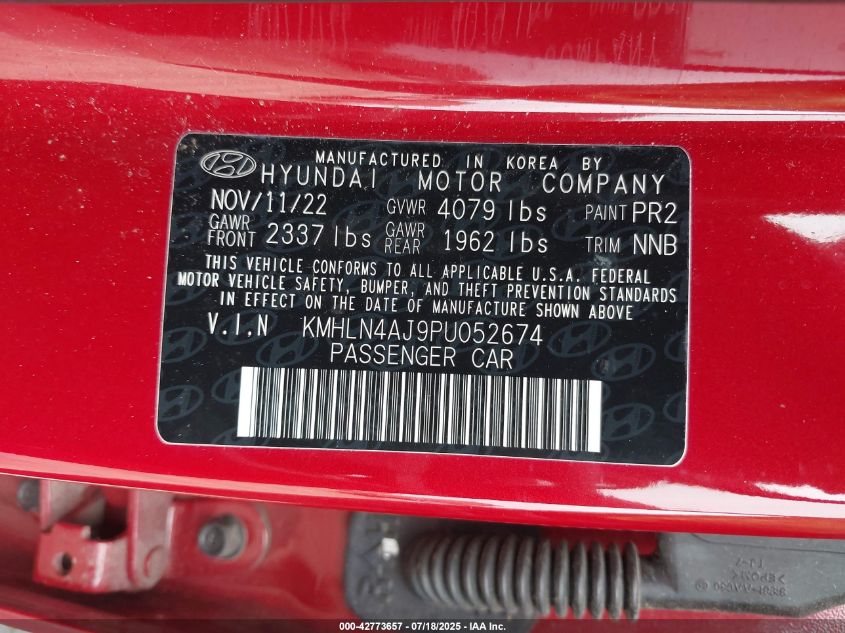 MANUFACTURED IN KOREA BY
HYUNDAI MOTOR COMPANY
NOV/11/22 GVWR 4079 lbs PAINT PR2
GAWR FRONT 2337 lbs GAWR REAR 1962 lbs TRIM NNB
THIS VEHICLE CONFORMS TO ALL APPLICABLE U.S.A. FEDERAL
MOTOR VEHICLE SAFETY, BUMPER, AND THEFT PREVENTION STANDARDS
IN EFFECT ON THE DATE OF MANUFACTURE SHOWN ABOVE
V.I.N KMHLN4AJ9PU052674
PASSENGER CAR
>EPDM<
000-42773657 - 07/18/2025 - IAA Inc.